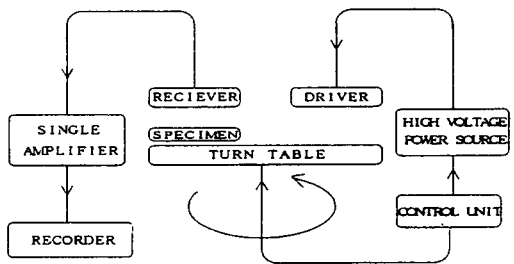 RECIEVER
DRIVER
SINGLE
AMPLIFIER
SPECIMEN
TURN TABLE
HIGH VOLTAGE
POWER SOURCE
CONTROL UNIT
RECORDER